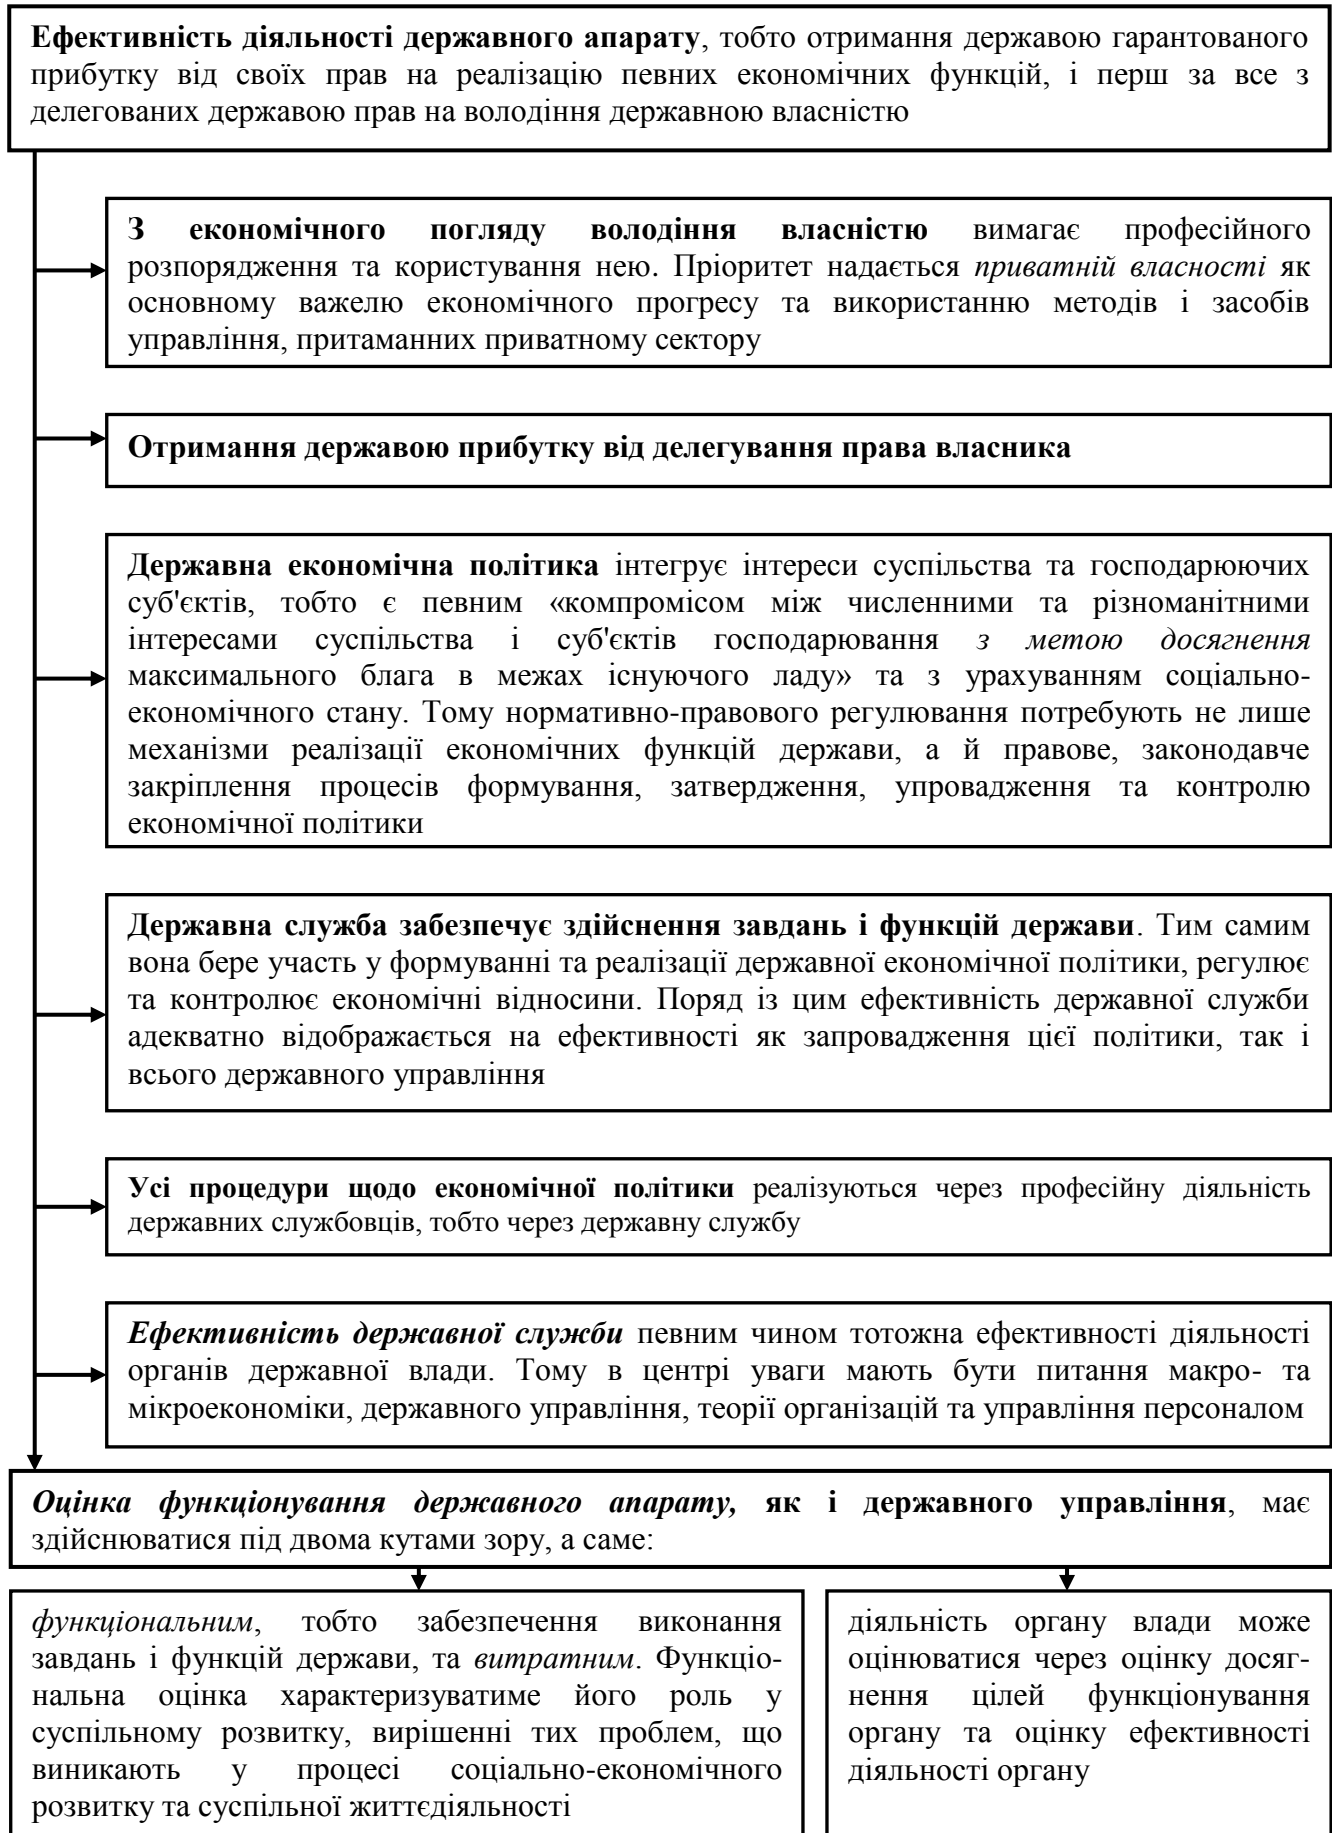 Ефективність діяльності державного апарату, тобто отримання державою гарантованого
прибутку від своїх прав на реалізацію певних економічних функцій, і перш за все з
делегованих державою прав на володіння державною власністю
З економічного погляду володіння власністю вимагає професійного
розпорядження та користування нею. Пріоритет надається приватній власності як
основному важелю економічного прогресу та використанню методів і засобів
управління, притаманних приватному сектору
Отримання державою прибутку від делегування права власника
Державна економічна політика інтегрує інтереси суспільства та господарюючих
суб'єктів, тобто є певним «компромісом між численними та різноманітними
інтересами суспільства і суб'єктів господарювання з метою досягнення
максимального блага в межах існуючого ладу» та з урахуванням соціально-
економічного стану. Тому нормативно-правового регулювання потребують не лише
механізми реалізації економічних функцій держави, а й правове, законодавче
закріплення процесів формування, затвердження, упровадження та контролю
економічної політики
Державна служба забезпечує здійснення завдань і функцій держави. Тим самим
вона бере участь у формуванні та реалізації державної економічної політики, регулює
та контролює економічні відносини. Поряд із цим ефективність державної служби
адекватно відображається на ефективності як запровадження цієї політики, так і
всього державного управління
Усі процедури щодо економічної політики реалізуються через професійну діяльність
державних службовців, тобто через державну службу
Ефективність державної служби певним чином тотожна ефективності діяльності
органів державної влади. Тому в центрі уваги мають бути питання макро- та
мікроекономіки, державного управління, теорії організацій та управління персоналом
Оцінка функціонування державного апарату, як і державного управління, має
здійснюватися під двома кутами зору, а саме:
функціональним, тобто забезпечення виконання
завдань і функцій держави, та витратним. Функціо-
нальна оцінка характеризуватиме його роль у
суспільному розвитку, вирішенні тих проблем, що
виникають у процесі соціально-економічного
розвитку та суспільної життєдіяльності
діяльність органу влади може
оцінюватися через оцінку досяг-
нення цілей функціонування
органу та оцінку ефективності
діяльності органу